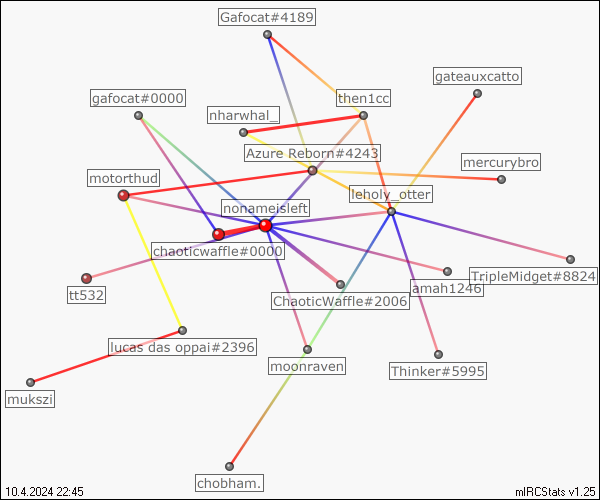 Gafocat#4189
gateauxcatto
gafocat#0000
then1cc
nharwhal_
Azure Reborn#4243
mercurybro
motorthud
leholy_otter
nonameisleft
chaoticwaffle#0000
TripleMidget#8824
amah1246
tt532
ChaoticWaffle#2006
lucas das oppai#2396
moonraven
Thinker#5995
mukszi
chobham.
10.4.2024 22:45
mIRCStats v1.25